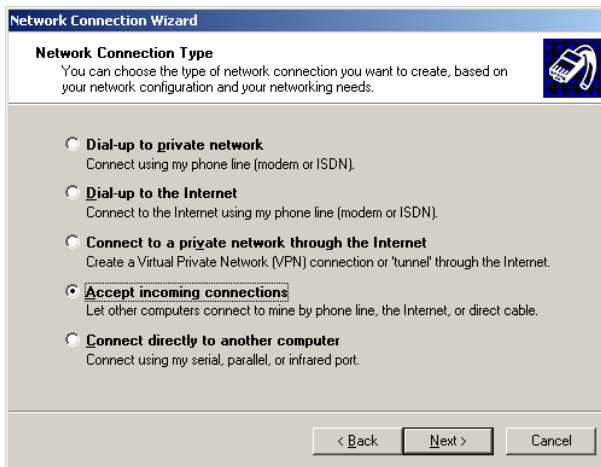 Network Connection Wizard
Network Connection Type
You can choose the type of network connection you want to create, based on
your network configuration and your networking needs.
Dial-up to private network
Connect using my phone line (modem or ISDN).
Dial-up to the Internet
Connect to the Internet using my phone line (modem or ISDN).
Connect to a private network through the Internet
Create a Virtual Private Network (VPN) connection or 'tunnel' through the Internet.
Accept incoming connections
Let other computers connect to mine by phone line, the Internet, or direct cable.
Connect directly to another computer
Connect using my serial, parallel, or infrared port.
< Back Next > Cancel